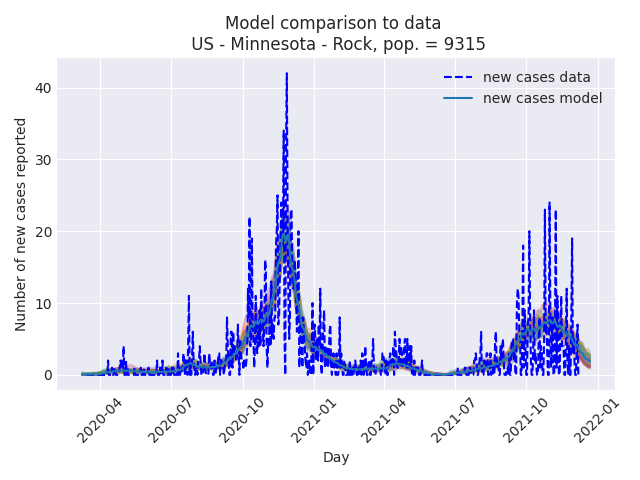 Model comparison to data
US - Minnesota - Rock, pop. = 9315
new cases data
new cases model
Number of new cases reported
40
30
20
10
0
2020-04
2020-07
2020-10
2021-01
2021-04
2021-07
2021-10
2022-01
Day